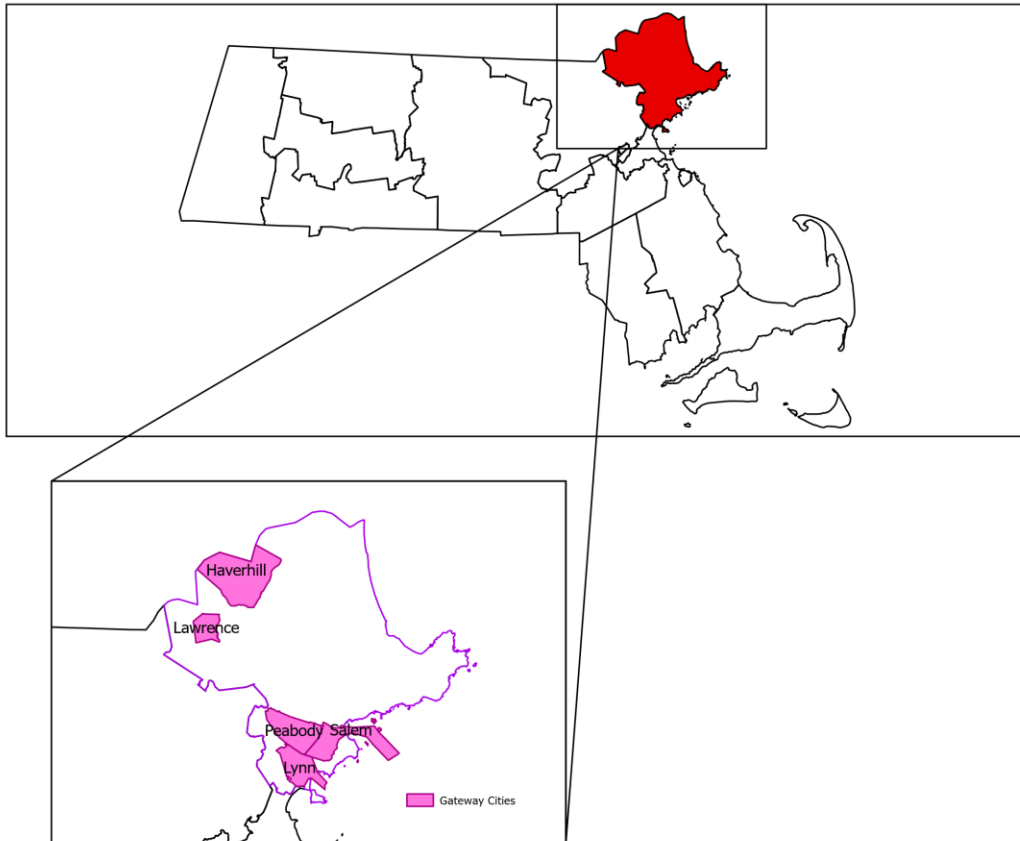 Haverhill
Lawrence
Peabody
Salem
Lynn
Gateway Cities